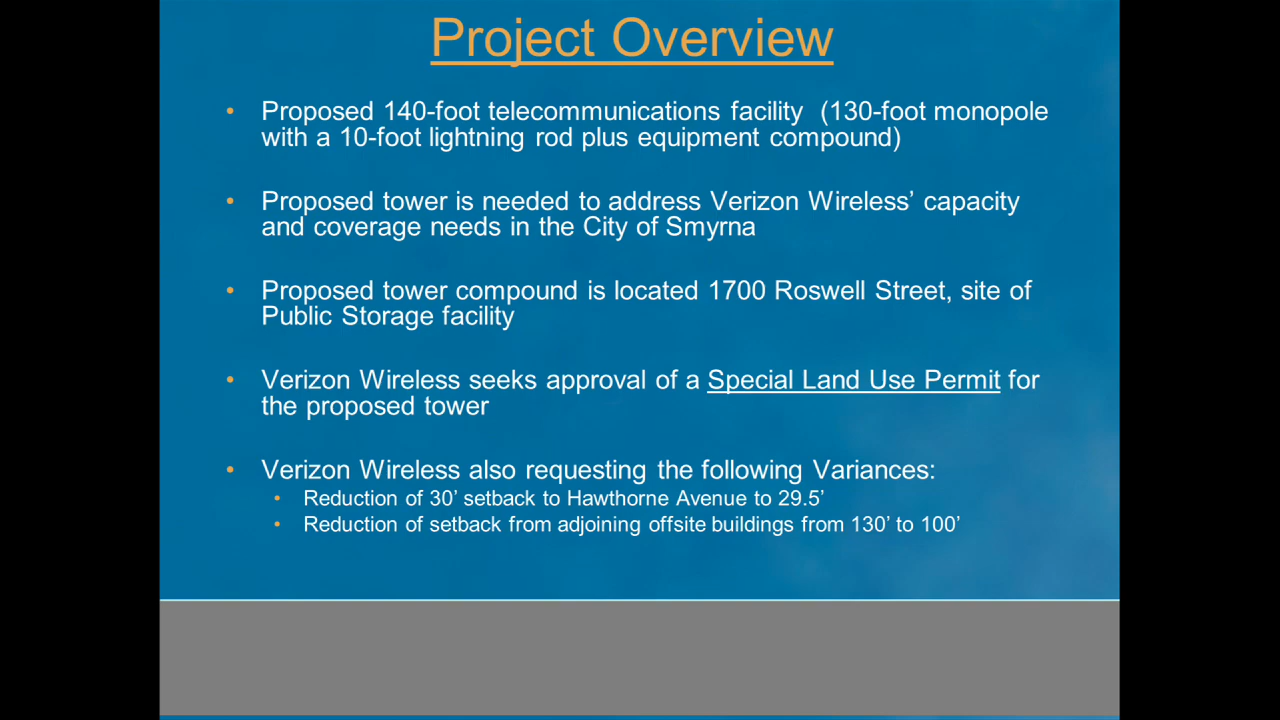 Project Overview
• Proposed 140-foot telecommunications facility (130-foot monopole
with a 10-foot lightning rod plus equipment compound)
• Proposed tower is needed to address Verizon Wireless’ capacity
and coverage needs in the City of Smyrna
• Proposed tower compound is located 1700 Roswell Street, site of
Public Storage facility
• Verizon Wireless seeks approval of a Special Land Use Permit for
the proposed tower
• Verizon Wireless also requesting the following Variances:
• Reduction of 30’ setback to Hawthorne Avenue to 29.5’
• Reduction of setback from adjoining offsite buildings from 130’ to 100’